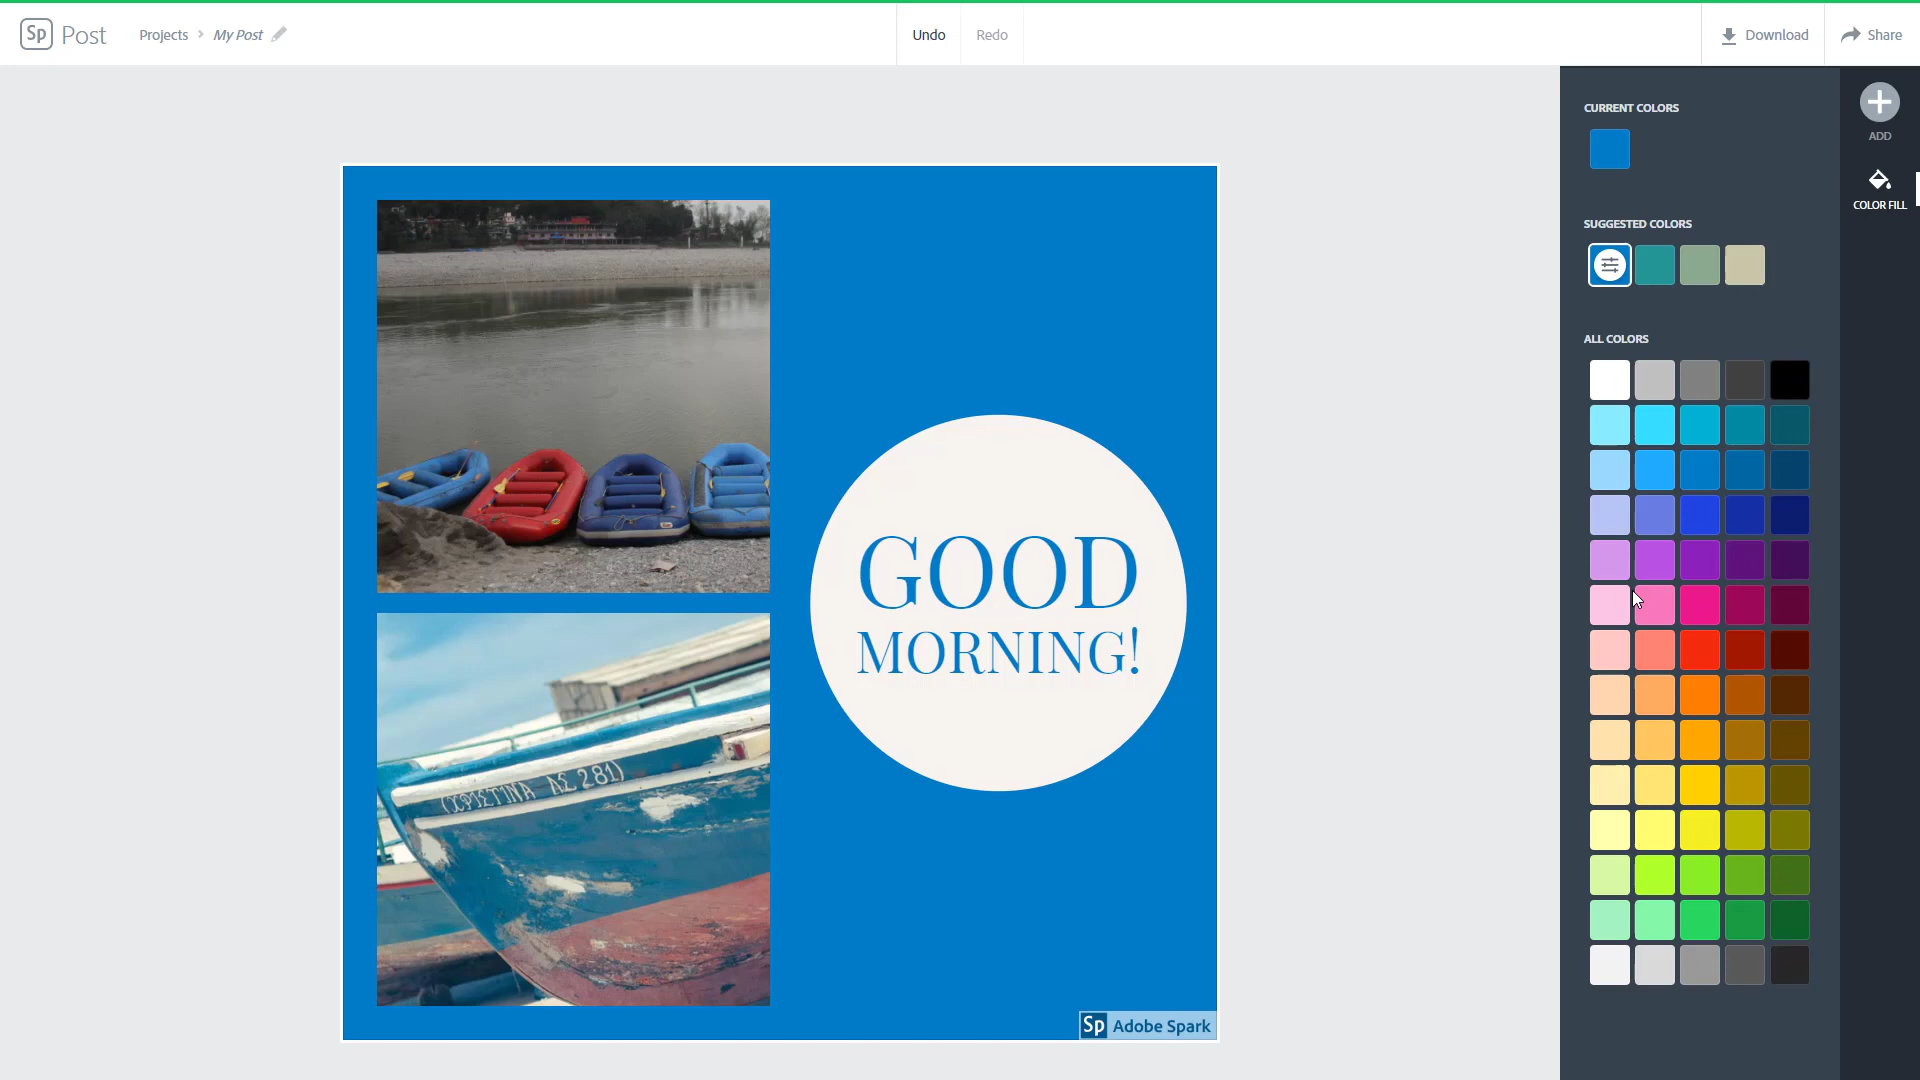 Sp Post
Projects > My Post
Undo
Redo
Download
Share
CURRENT COLORS
ADD
COLOR FILL
SUGGESTED COLORS
ALL COLORS
GOOD
MORNING!
Sp Adobe Spark